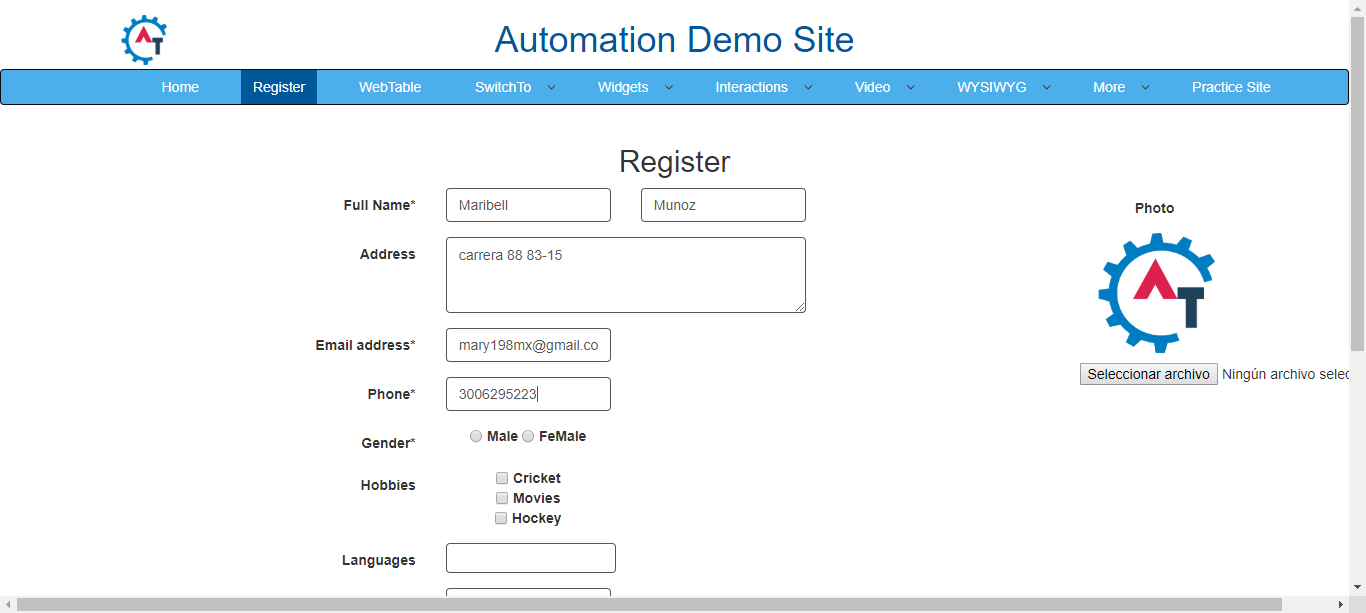 AT
Automation Demo Site
Home Register WebTable SwitchTo Widgets Interactions Video WYSIWYG More Practice Site
Register
Full Name* Maribell Munoz
Photo
Address carrera 88 83-15
AT
Email address* mary198mx@gmail.co
Seleccionar archivo Ningún archivo selec
Phone* 3006295223
Gender* Male FeMale
Hobbies Cricket
Movies
Hockey
Languages